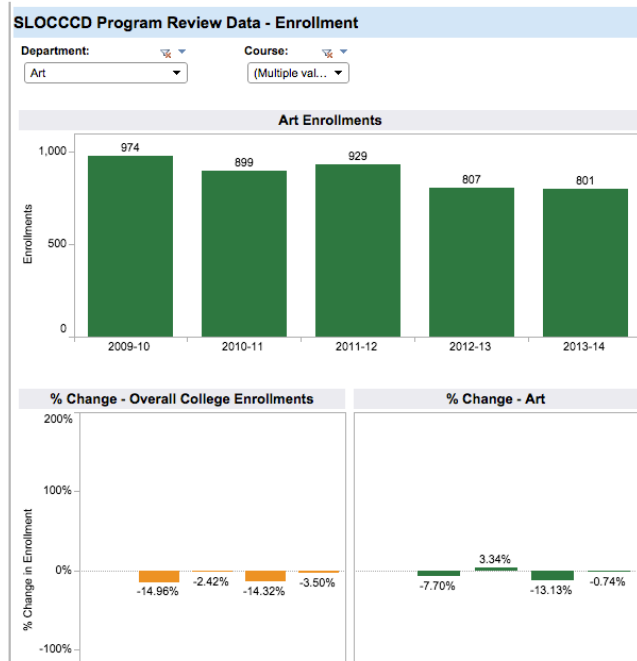 SLOCCCD Program Review Data - Enrollment
Department: Course:
Art (Multiple val...
Art Enrollments
1,000
500
0
Enrollments
974
899
929
807
801
2009-10 2010-11 2011-12 2012-13 2013-14
% Change - Overall College Enrollments
% Change - Art
200%
100%
0%
-100%
% Change in Enrollment
-14.96%
-2.42%
-14.32%
-3.50%
-7.70%
3.34%
-13.13%
-0.74%